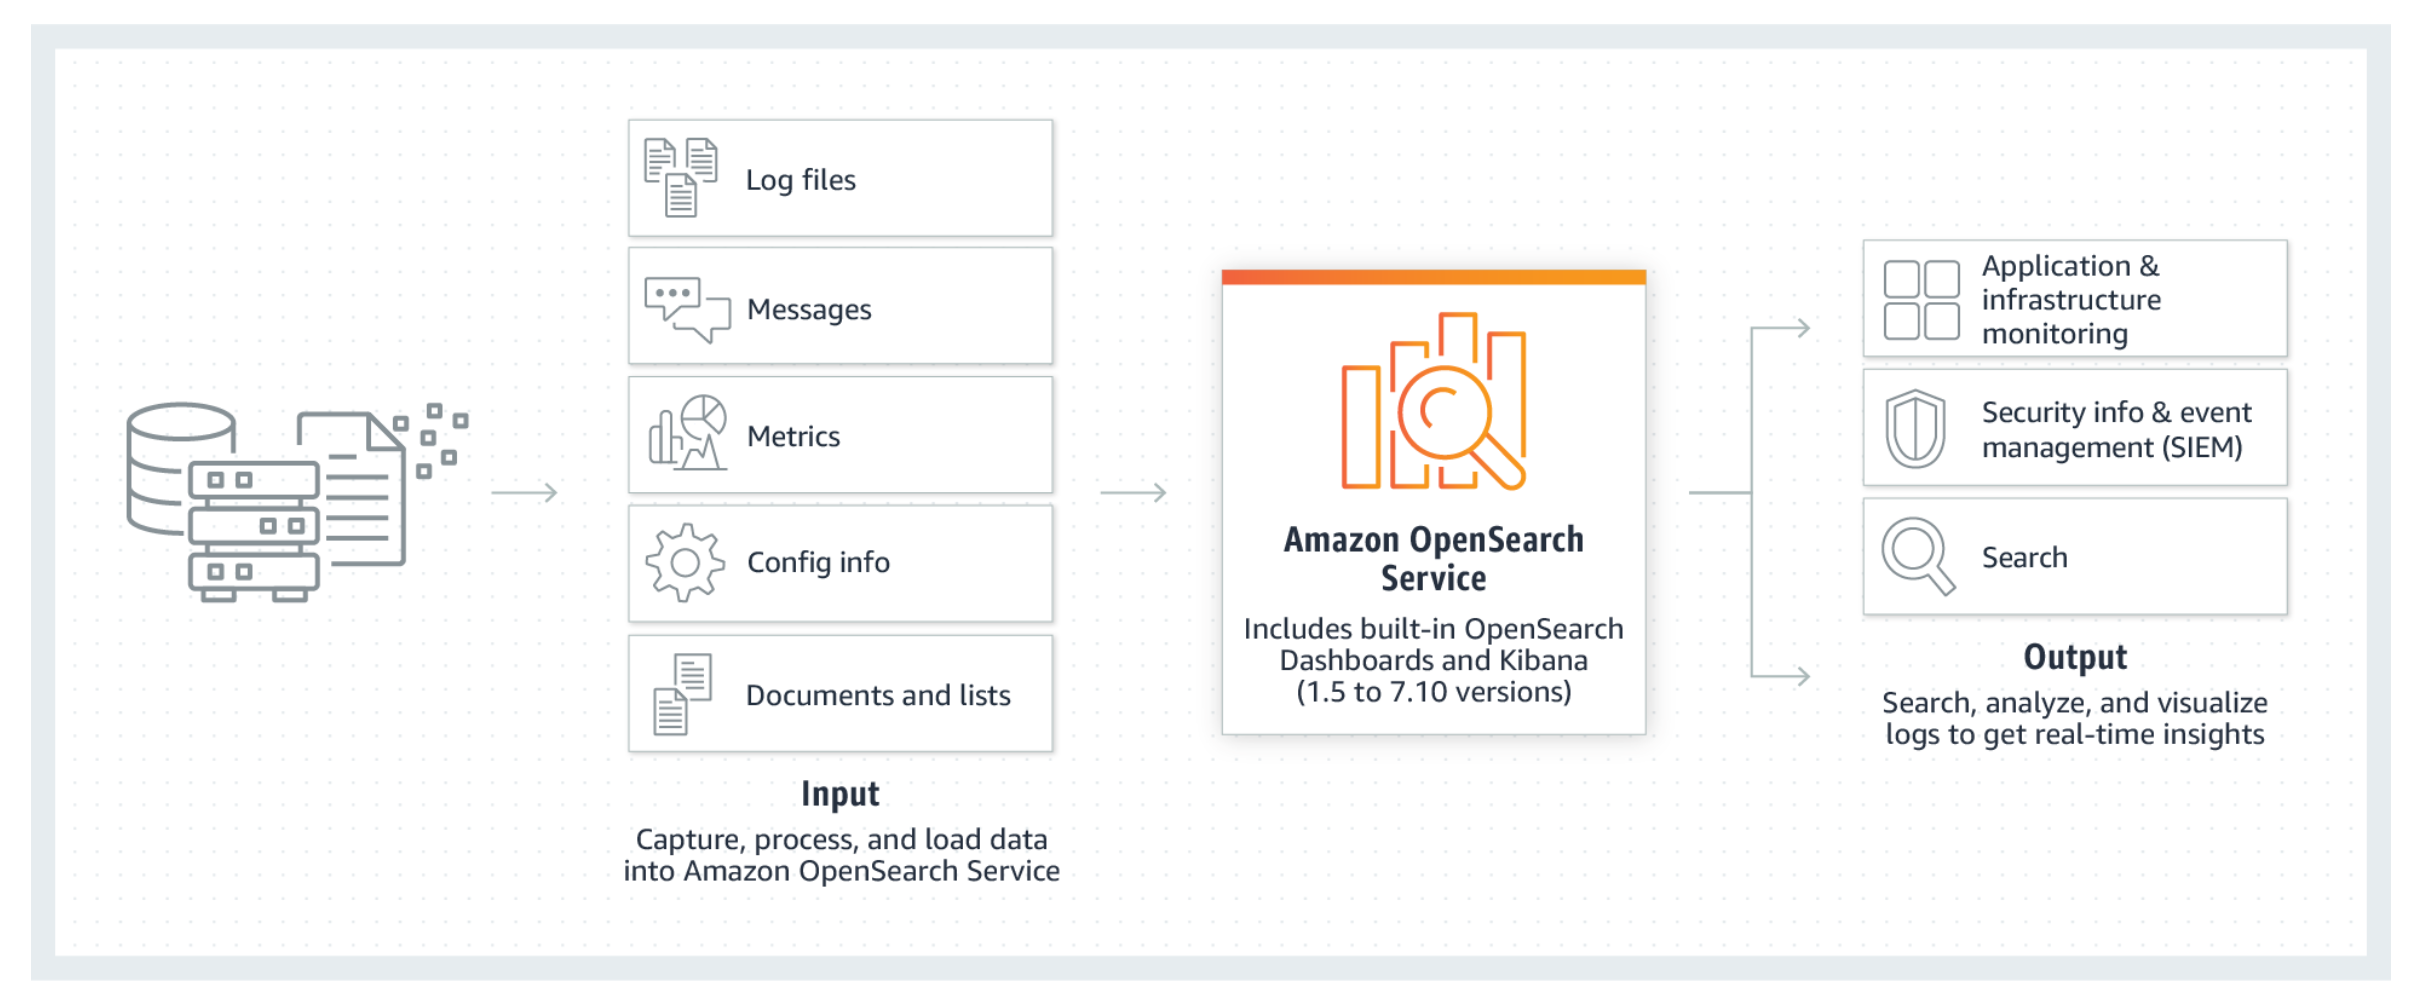 Log files
Messages
Metrics
Config info
Documents and lists
Input
Capture, process, and load data
into Amazon OpenSearch Service
Amazon OpenSearch
Service
Includes built-in OpenSearch
Dashboards and Kibana
(1.5 to 7.10 versions)
Application &
infrastructure
monitoring
Security info & event
management (SIEM)
Search
Output
Search, analyze, and visualize
logs to get real-time insights